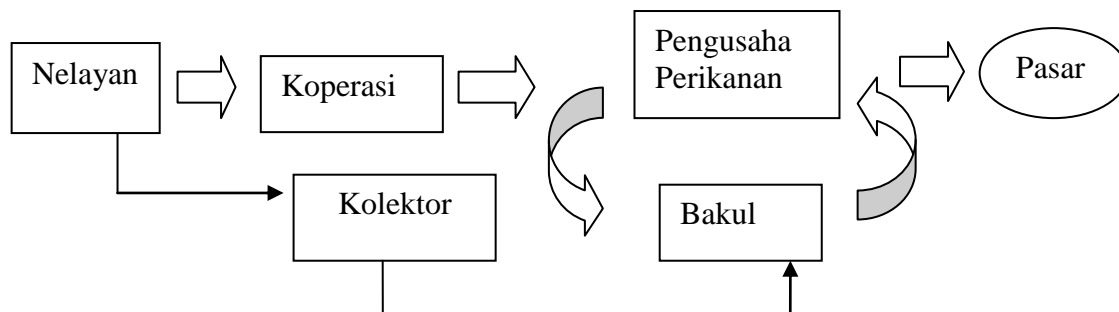 Nelayan
Koperasi
Pengusaha
Perikanan
Pasar
Kolektor
Bakul